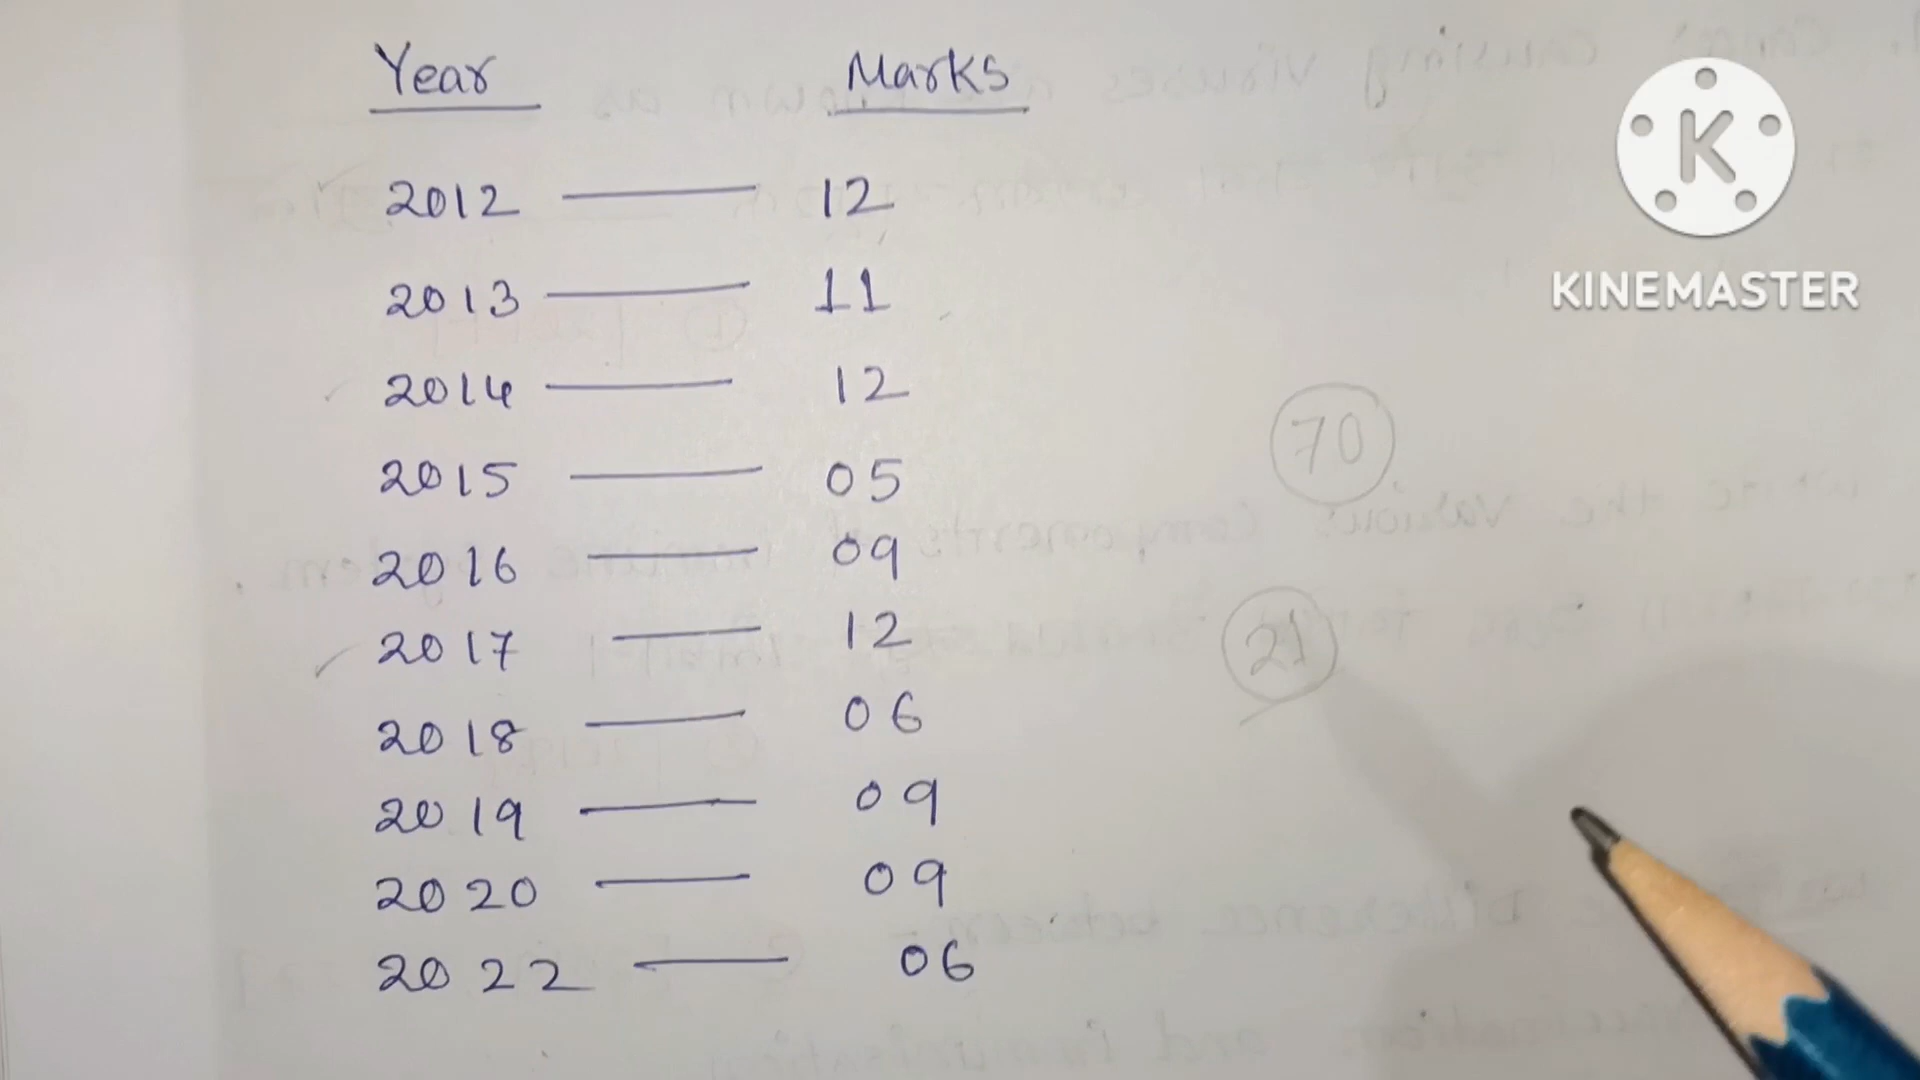 Year Marks
2012 — 12
2013 — 11
2014 — 12
2015 — 05
2016 — 09
2017 — 12
2018 — 06
2019 — 09
2020 — 09
2022 — 06
70
21
K
KINEMASTER